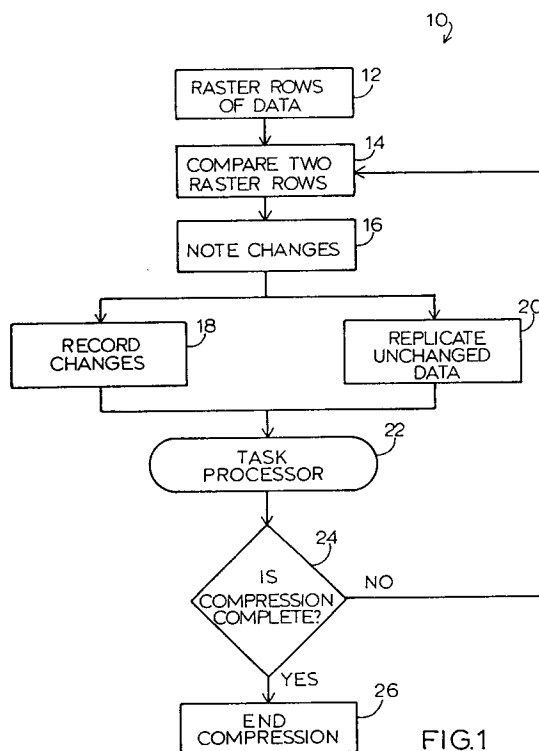 10
RASTER ROWS
OF DATA
12
COMPARE TWO
RASTER ROWS
14
NOTE CHANGES
16
RECORD
CHANGES
18
REPLICATE
UNCHANGED
DATA
20
TASK
PROCESSOR
22
IS
COMPRESSION
COMPLETE?
24
NO
YES
END
COMPRESSION
26
FIG.1